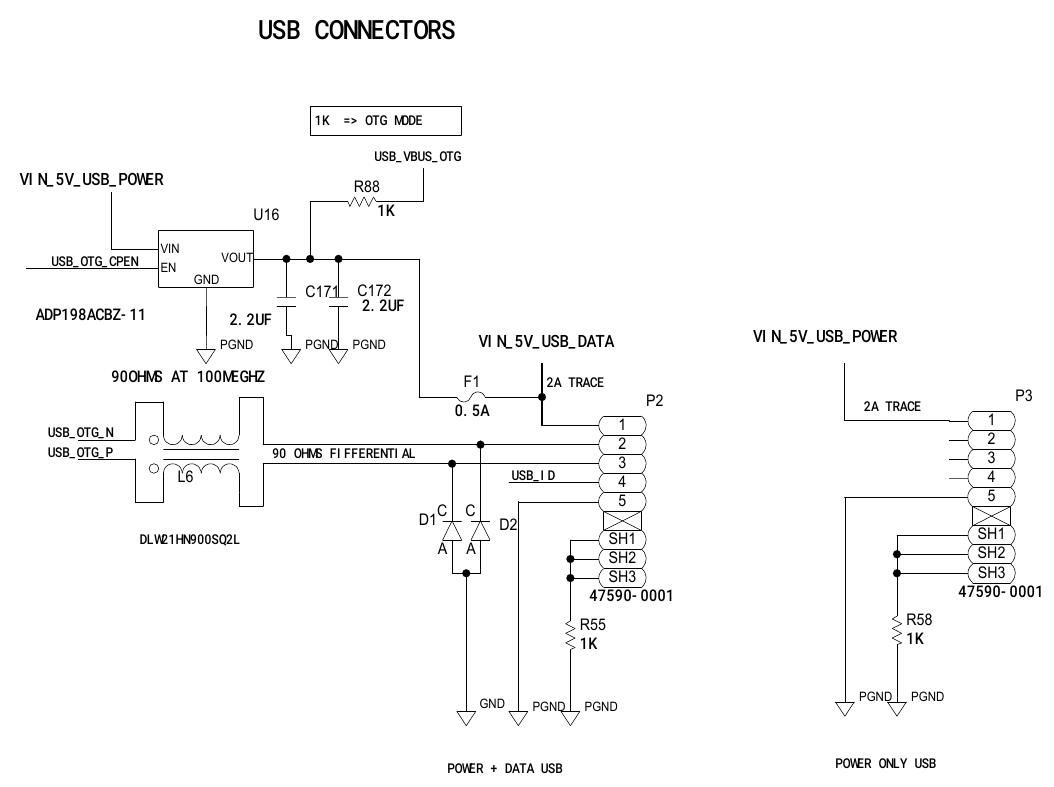 USB CONNECTORS
1K => OTG MODE
USB_VBUS_OTG
VIN_5V_USB_POWER
R88
1K
U16
VIN
VOUT
USB_OTG_CPEN
EN
GND
C171
C172
2.2UF
2.2UF
ADP198ACBZ-11
PGND
PGND
PGND
90OHMS AT 100MEGHZ
VIN_5V_USB_DATA
VIN_5V_USB_POWER
F1
2A TRACE
0.5A
P2
2A TRACE
P3
USB_OTG_N
USB_OTG_P
90 OHMS FIFFERENTIAL
L6
USB_ID
DLW21HN900SQ2L
1
2
3
4
5
SH1
SH2
SH3
47590-0001
D1
C
C
D2
A
A
R55
1K
GND
PGND
PGND
POWER + DATA USB
1
2
3
4
5
SH1
SH2
SH3
47590-0001
R58
1K
PGND
PGND
POWER ONLY USB